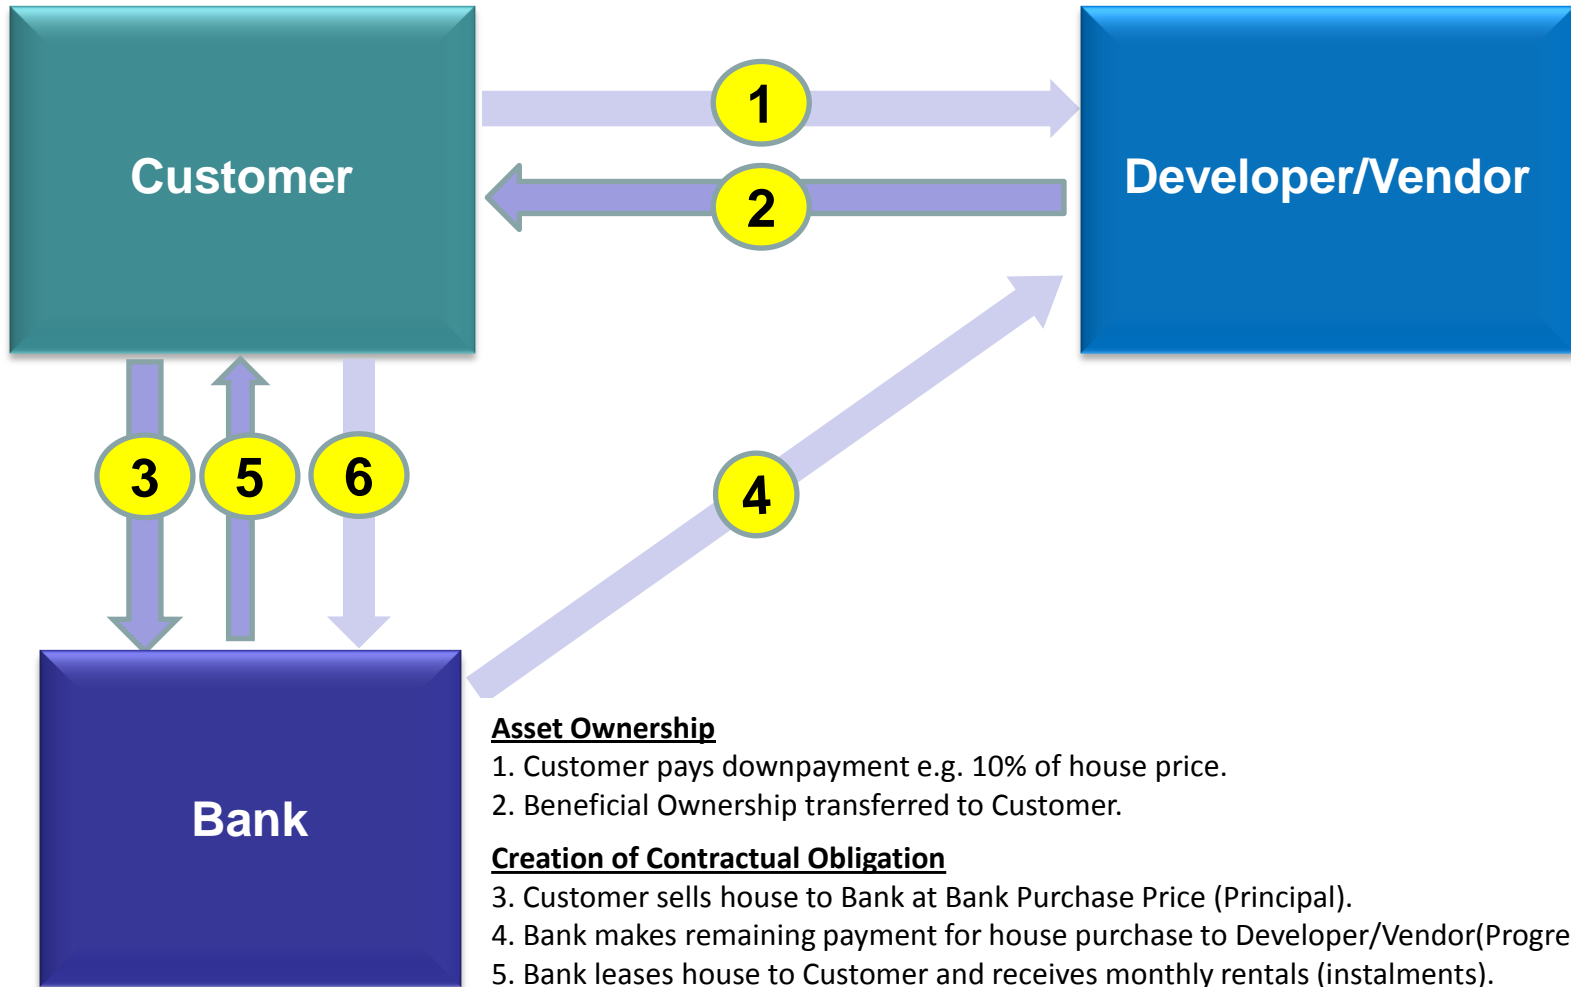 Customer
1
Developer/Vendor
2
3
5
6
4
Bank
Asset Ownership
1. Customer pays downpayment e.g. 10% of house price.
2. Beneficial Ownership transferred to Customer.
Creation of Contractual Obligation
3. Customer sells house to Bank at Bank Purchase Price (Principal).
4. Bank makes remaining payment for house purchase to Developer/Vendor(Progre
5. Bank leases house to Customer and receives monthly rentals (instalments).